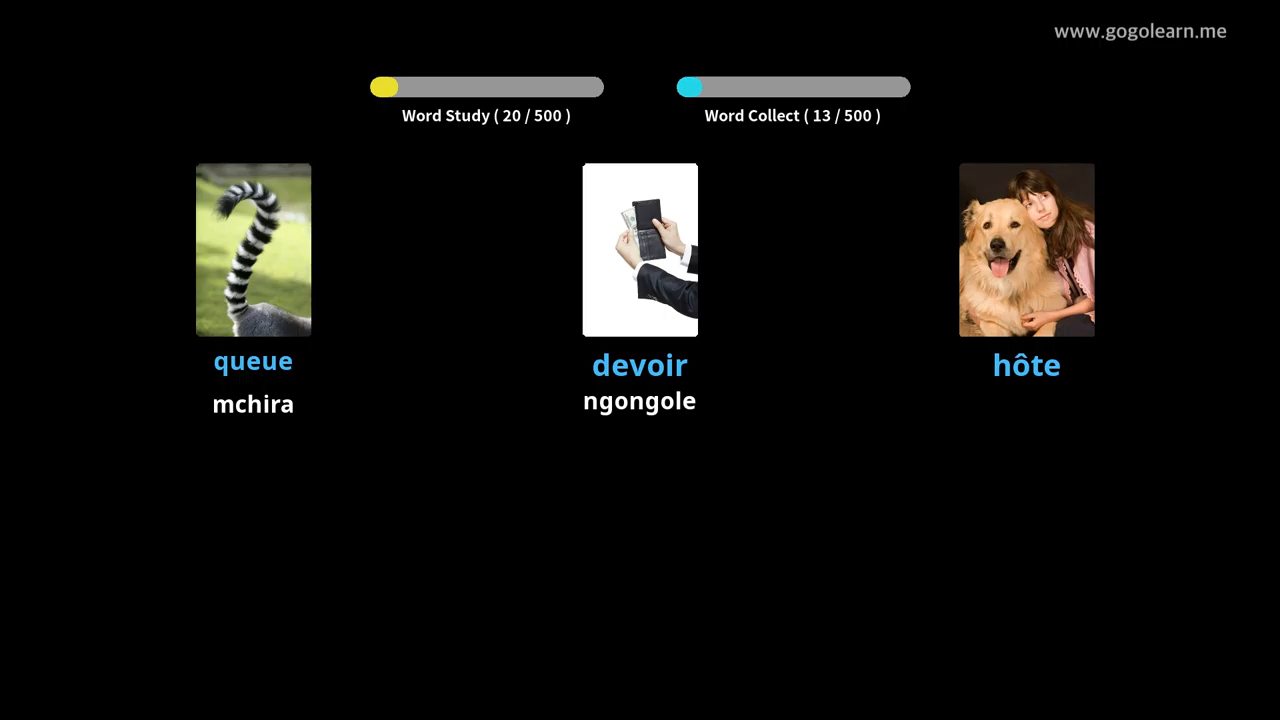 www.gogolearn.me
Word Study ( 20 / 500 )
Word Collect ( 13 / 500 )
queue
mchira
devoir
ngongole
hôte